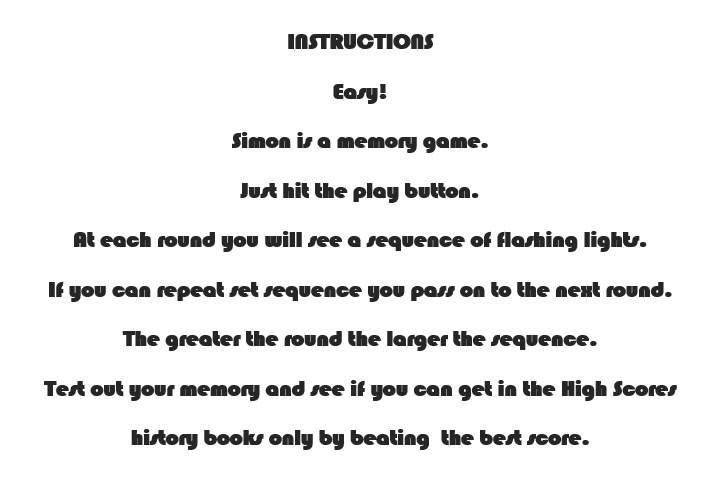 INSTRUCTIONS
Easy!
Simon is a memory game.
Just hit the play button.
At each round you will see a sequence of flashing lights.
If you can repeat set sequence you pass on to the next round.
The greater the round the larger the sequence.
Test out your memory and see if you can get in the High Scores
history books only by beating  the best score.